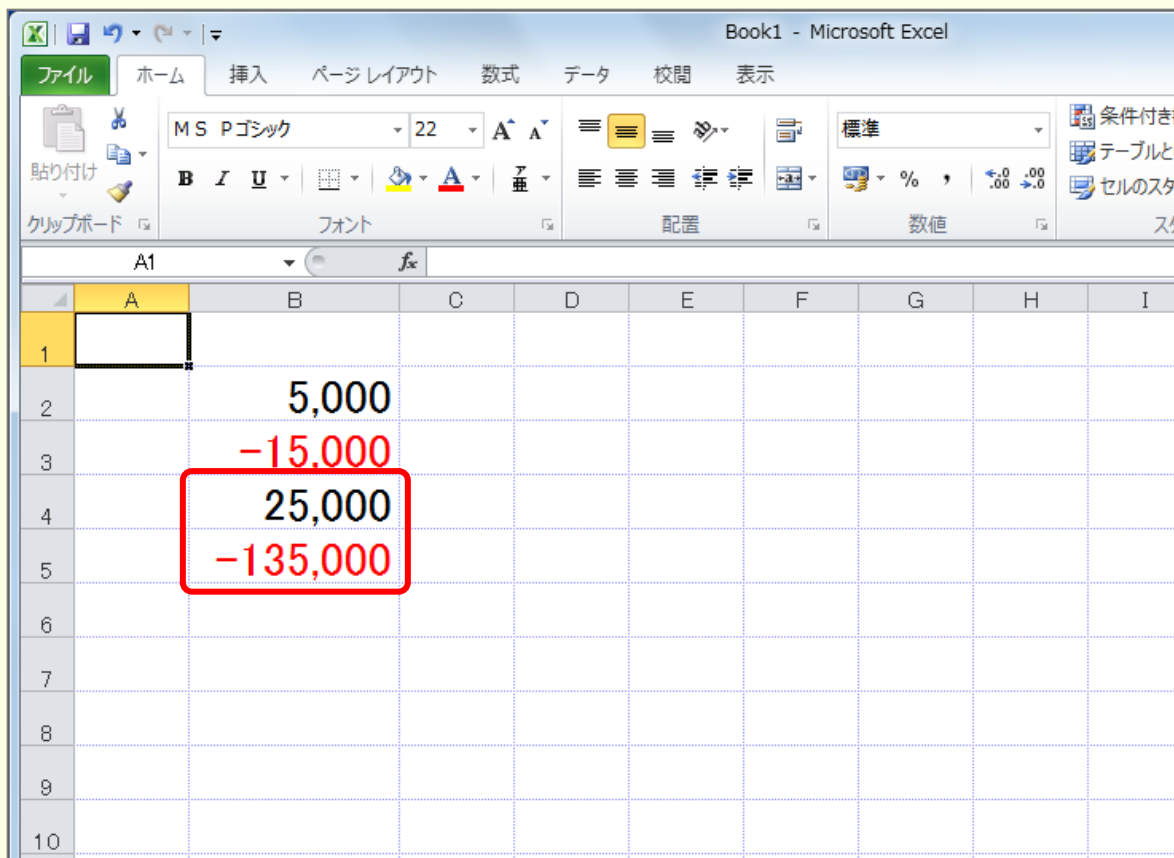 Book1 - Microsoft Excel
ファイル ホーム 挿入 ページ レイアウト 数式 データ 校閲 表示
貼り付け
ＭＳ Ｐゴシック 22 A A
標準
条件付き
テーブルと
セルのスタ
B I U A ア亜 % ,
クリップボード フォント 配置 数値 スタ
A1 fx
A B C D E F G H I
1
2 5,000
3 -15,000
4 25,000
5 -135,000
6
7
8
9
10